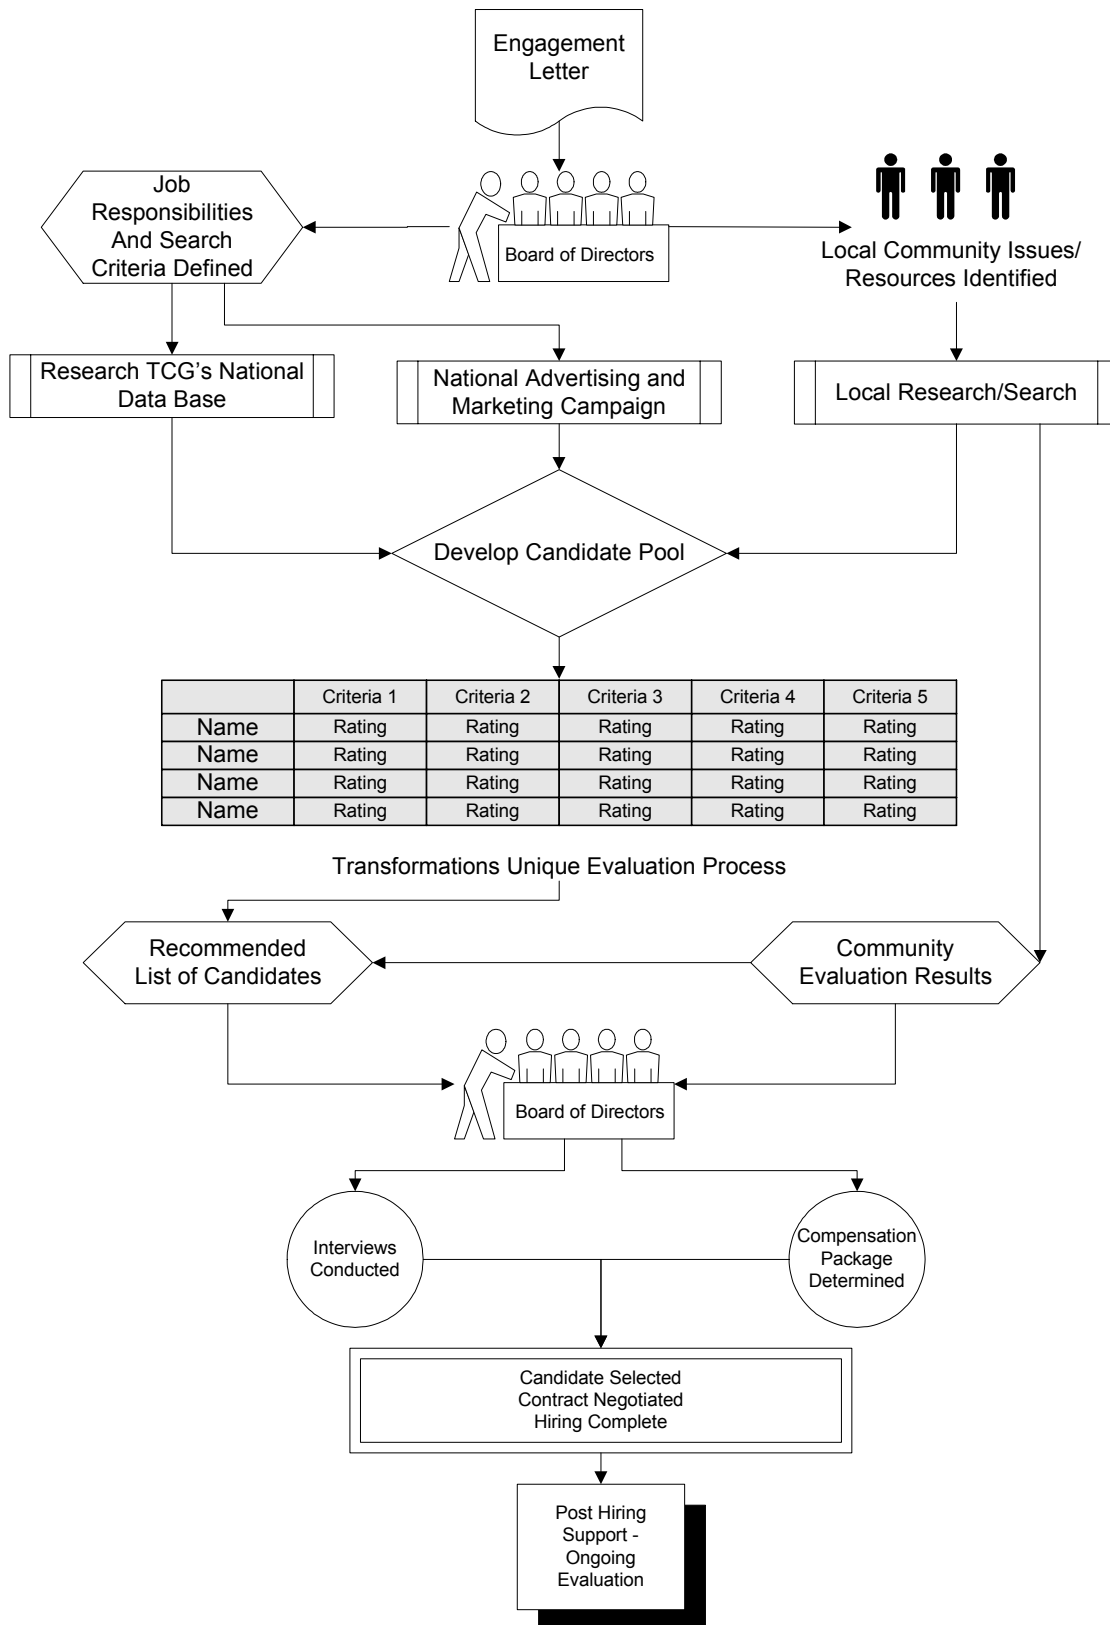 Engagement
Letter
Job
Responsibilities
And Search
Criteria Defined
Board of Directors
Local Community Issues/
Resources Identified
Research TCG's National
Data Base
National Advertising and
Marketing Campaign
Local Research/Search
Develop Candidate Pool
Criteria 1 Criteria 2 Criteria 3 Criteria 4 Criteria 5
Name Rating Rating Rating Rating Rating
Name Rating Rating Rating Rating Rating
Name Rating Rating Rating Rating Rating
Name Rating Rating Rating Rating Rating
Transformations Unique Evaluation Process
Recommended
List of Candidates
Community
Evaluation Results
Board of Directors
Interviews
Conducted
Compensation
Package
Determined
Candidate Selected
Contract Negotiated
Hiring Complete
Post Hiring
Support -
Ongoing
Evaluation